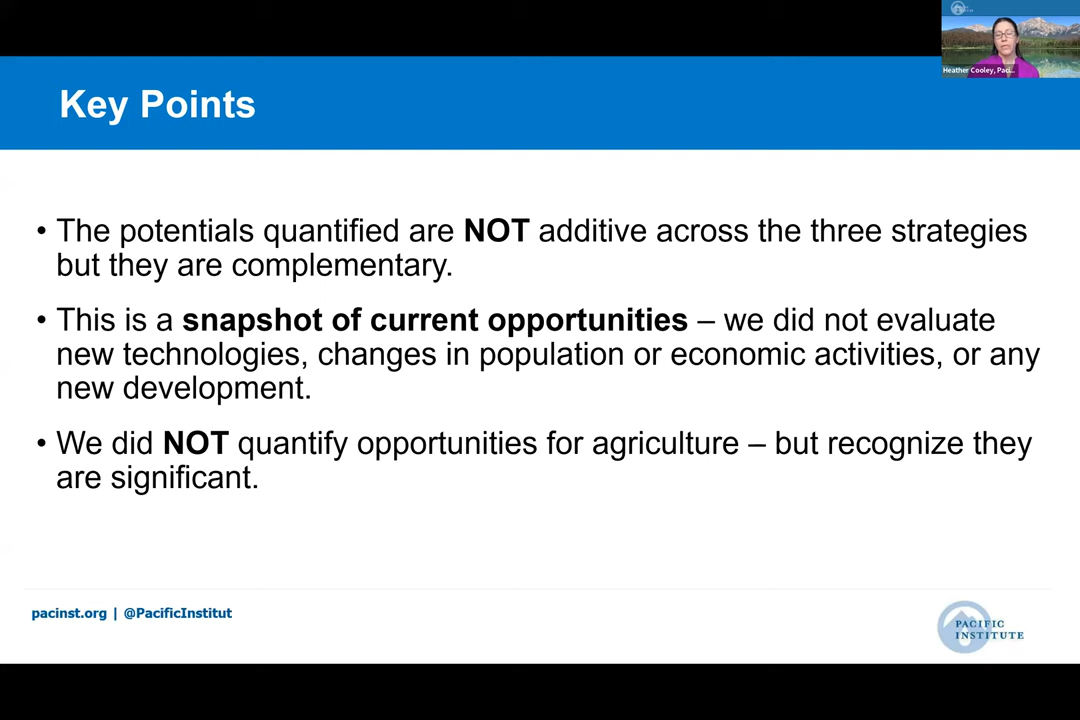 Heather Cooley, Paci...
Key Points
• The potentials quantified are NOT additive across the three strategies
but they are complementary.
• This is a snapshot of current opportunities – we did not evaluate
new technologies, changes in population or economic activities, or any
new development.
• We did NOT quantify opportunities for agriculture – but recognize they
are significant.
pacinst.org | @PacificInstitut
PACIFIC
INSTITUTE